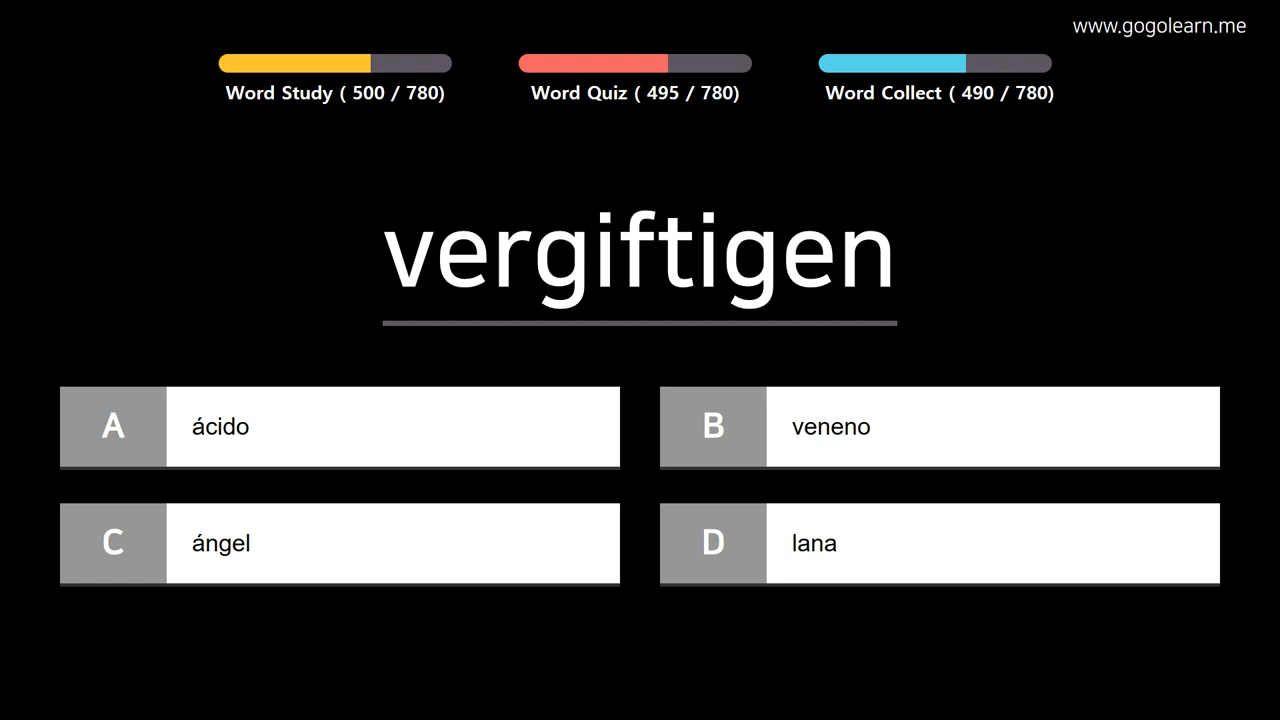 www.gogolearn.me
Word Study ( 500 / 780)
Word Quiz ( 495 / 780)
Word Collect ( 490 / 780)
vergiftigen
A
ácido
B
veneno
C
ángel
D
lana